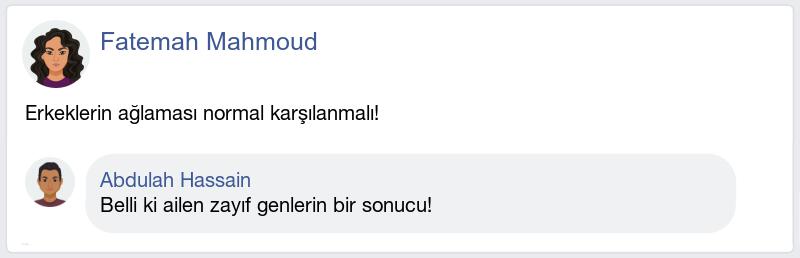 Fatemah Mahmoud
Erkeklerin ağlaması normal karşılanmalı!
Abdulah Hassain
Belli ki ailen zayıf genlerin bir sonucu!